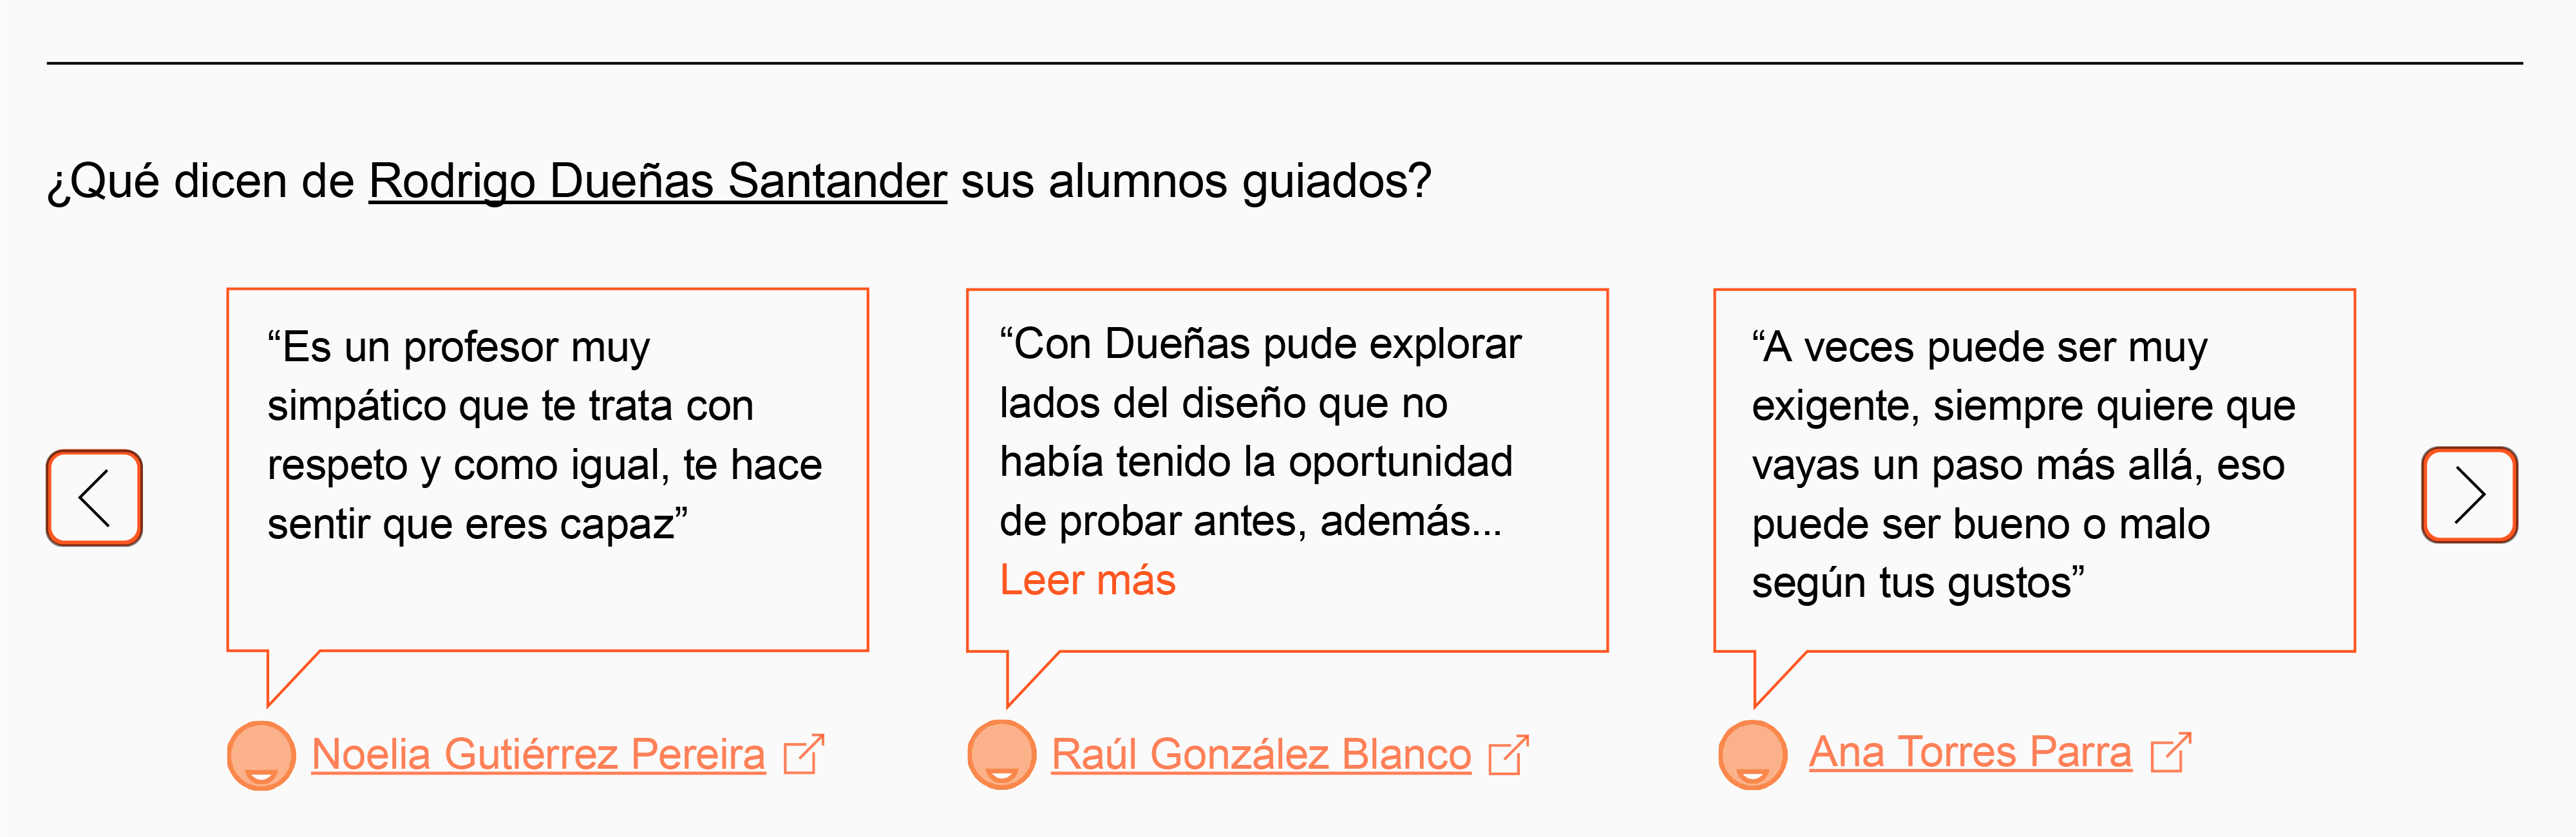 ¿Qué dicen de Rodrigo Dueñas Santander sus alumnos guiados?
“Es un profesor muy
simpático que te trata con
respeto y como igual, te hace
sentir que eres capaz”
Noelia Gutiérrez Pereira
“Con Dueñas pude explorar
lados del diseño que no
había tenido la oportunidad
de probar antes, además...
Leer más
Raúl González Blanco
“A veces puede ser muy
exigente, siempre quiere que
vayas un paso más allá, eso
puede ser bueno o malo
según tus gustos”
Ana Torres Parra